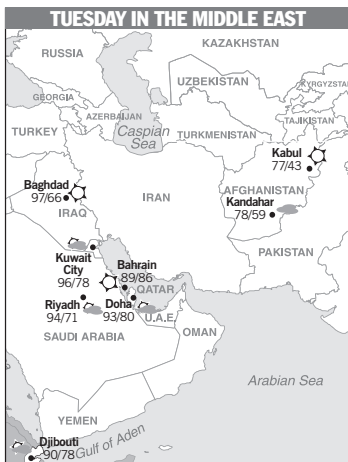 TUESDAY IN THE MIDDLE EAST
RUSSIA
KAZAKHSTAN
UZBEKISTAN
KYRGYZSTAN
GEORGIA
AZERBAIJAN
TAJIKISTAN
TURKEY
Caspian
Sea
TURKMENISTAN
Kabul
77/43
Baghdad
97/66
IRAQ
IRAN
AFGHANISTAN
Kandahar
78/59
PAKISTAN
Kuwait
City
96/78
Bahrain
89/86
QATAR
Riyadh
94/71
Doha
93/80
U.A.E.
SAUDI ARABIA
OMAN
Arabian Sea
YEMEN
Djibouti
90/78
Gulf of Aden